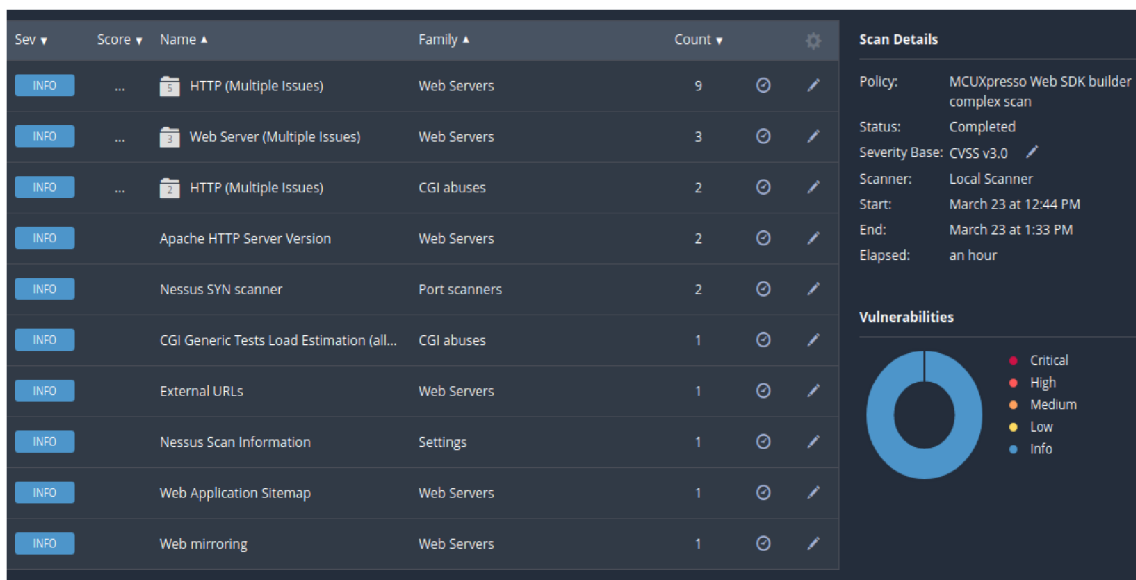 Sev Score Name Family Count
INFO ... 5 HTTP (Multiple Issues) Web Servers 9
INFO ... 3 Web Server (Multiple Issues) Web Servers 3
INFO ... 2 HTTP (Multiple Issues) CGI abuses 2
INFO Apache HTTP Server Version Web Servers 2
INFO Nessus SYN scanner Port scanners 2
INFO CGI Generic Tests Load Estimation (all... CGI abuses 1
INFO External URLs Web Servers 1
INFO Nessus Scan Information Settings 1
INFO Web Application Sitemap Web Servers 1
INFO Web mirroring Web Servers 1
Scan Details
Policy: MCUXpresso Web SDK builder
complex scan
Status: Completed
Severity Base: CVSS v3.0
Scanner: Local Scanner
Start: March 23 at 12:44 PM
End: March 23 at 1:33 PM
Elapsed: an hour
Vulnerabilities
Critical
High
Medium
Low
Info